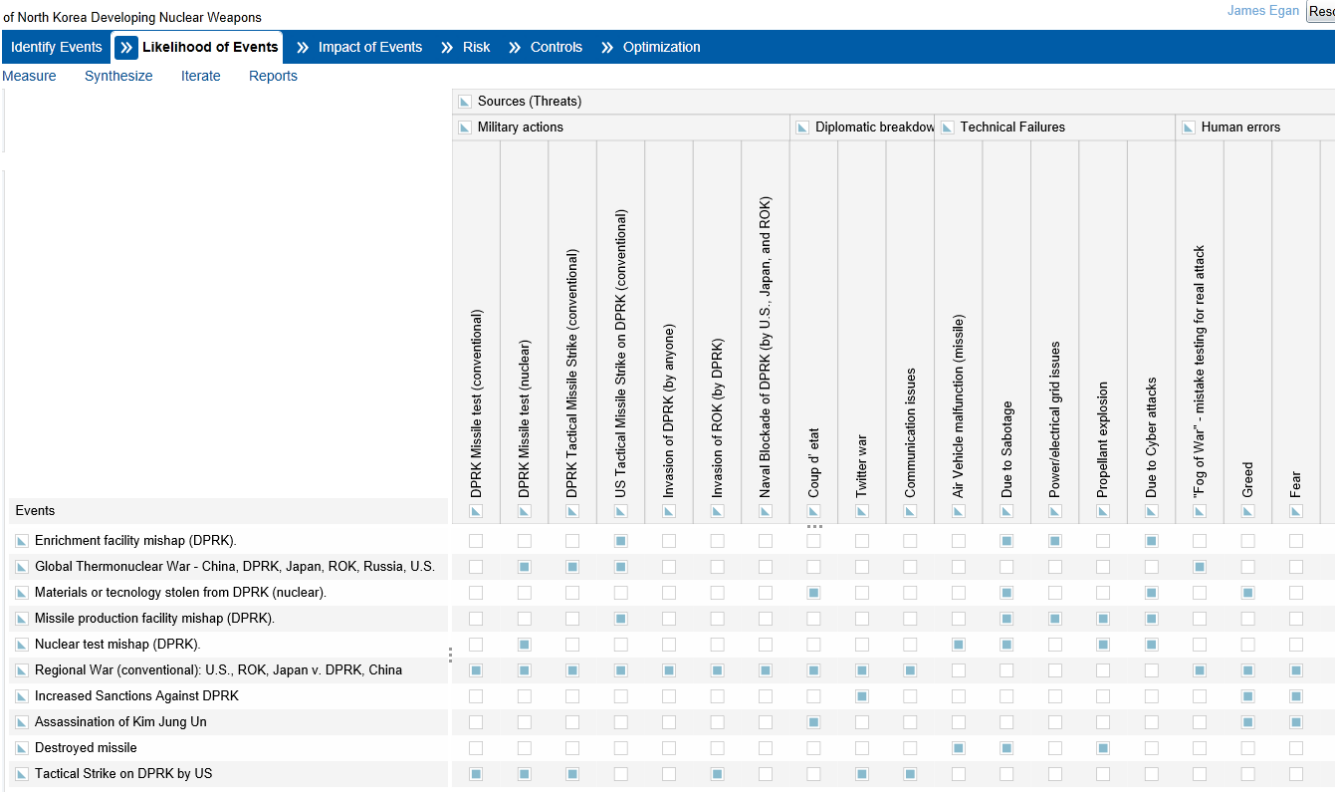 of North Korea Developing Nuclear Weapons
James Egan
Identify Events » Likelihood of Events » Impact of Events » Risk » Controls » Optimization
Measure Synthesize Iterate Reports
Sources (Threats)
Military actions Diplomatic breakdow Technical Failures Human errors
DPRK Missile test (conventional)
DPRK Missile test (nuclear)
DPRK Tactical Missile Strike (conventional)
US Tactical Missile Strike on DPRK (conventional)
Invasion of DPRK (by anyone)
Invasion of ROK (by DPRK)
Naval Blockade of DPRK (by U.S., Japan, and ROK)
Coup d' etat
Twitter war
Communication issues
Air Vehicle malfunction (missile)
Due to Sabotage
Power/electrical grid issues
Propellant explosion
Due to Cyber attacks
"Fog of War" - mistake testing for real attack
Greed
Fear
Events
Enrichment facility mishap (DPRK).
Global Thermonuclear War - China, DPRK, Japan, ROK, Russia, U.S.
Materials or tecnology stolen from DPRK (nuclear).
Missile production facility mishap (DPRK).
Nuclear test mishap (DPRK).
Regional War (conventional): U.S., ROK, Japan v. DPRK, China
Increased Sanctions Against DPRK
Assassination of Kim Jung Un
Destroyed missile
Tactical Strike on DPRK by US